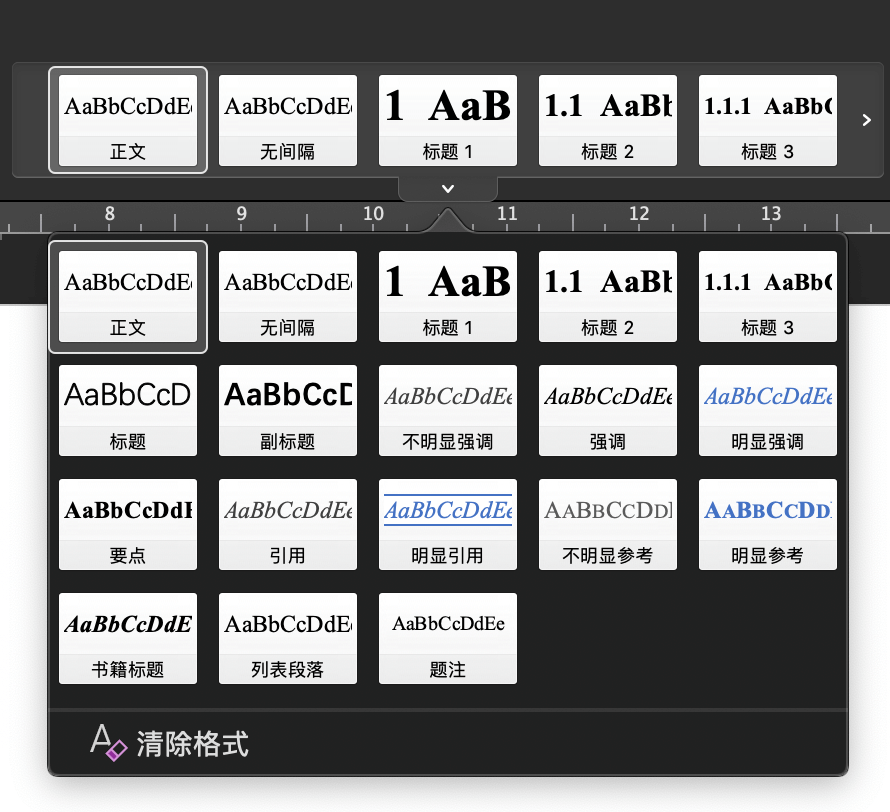 AaBbCcDdE AaBbCcDdE 1 AaB 1.1 AaBb 1.1.1 AaBbC
正文 无间隔 标题 1 标题 2 标题 3
8 9 10 11 12 13
AaBbCcDdE AaBbCcDdE 1 AaB 1.1 AaBb 1.1.1 AaBbC
正文 无间隔 标题 1 标题 2 标题 3
AaBbCcD AaBbCcD AaBbCcDdEe AaBbCcDdEe AaBbCcDdEe
标题 副标题 不明显强调 强调 明显强调
AaBbCcDdE AaBbCcDdEe AaBbCcDdEe AaBbCcDd AaBbCcDd
要点 引用 明显引用 不明显参考 明显参考
AaBbCcDdE AaBbCcDdE AaBbCcDdEe
书籍标题 列表段落 题注
清除格式